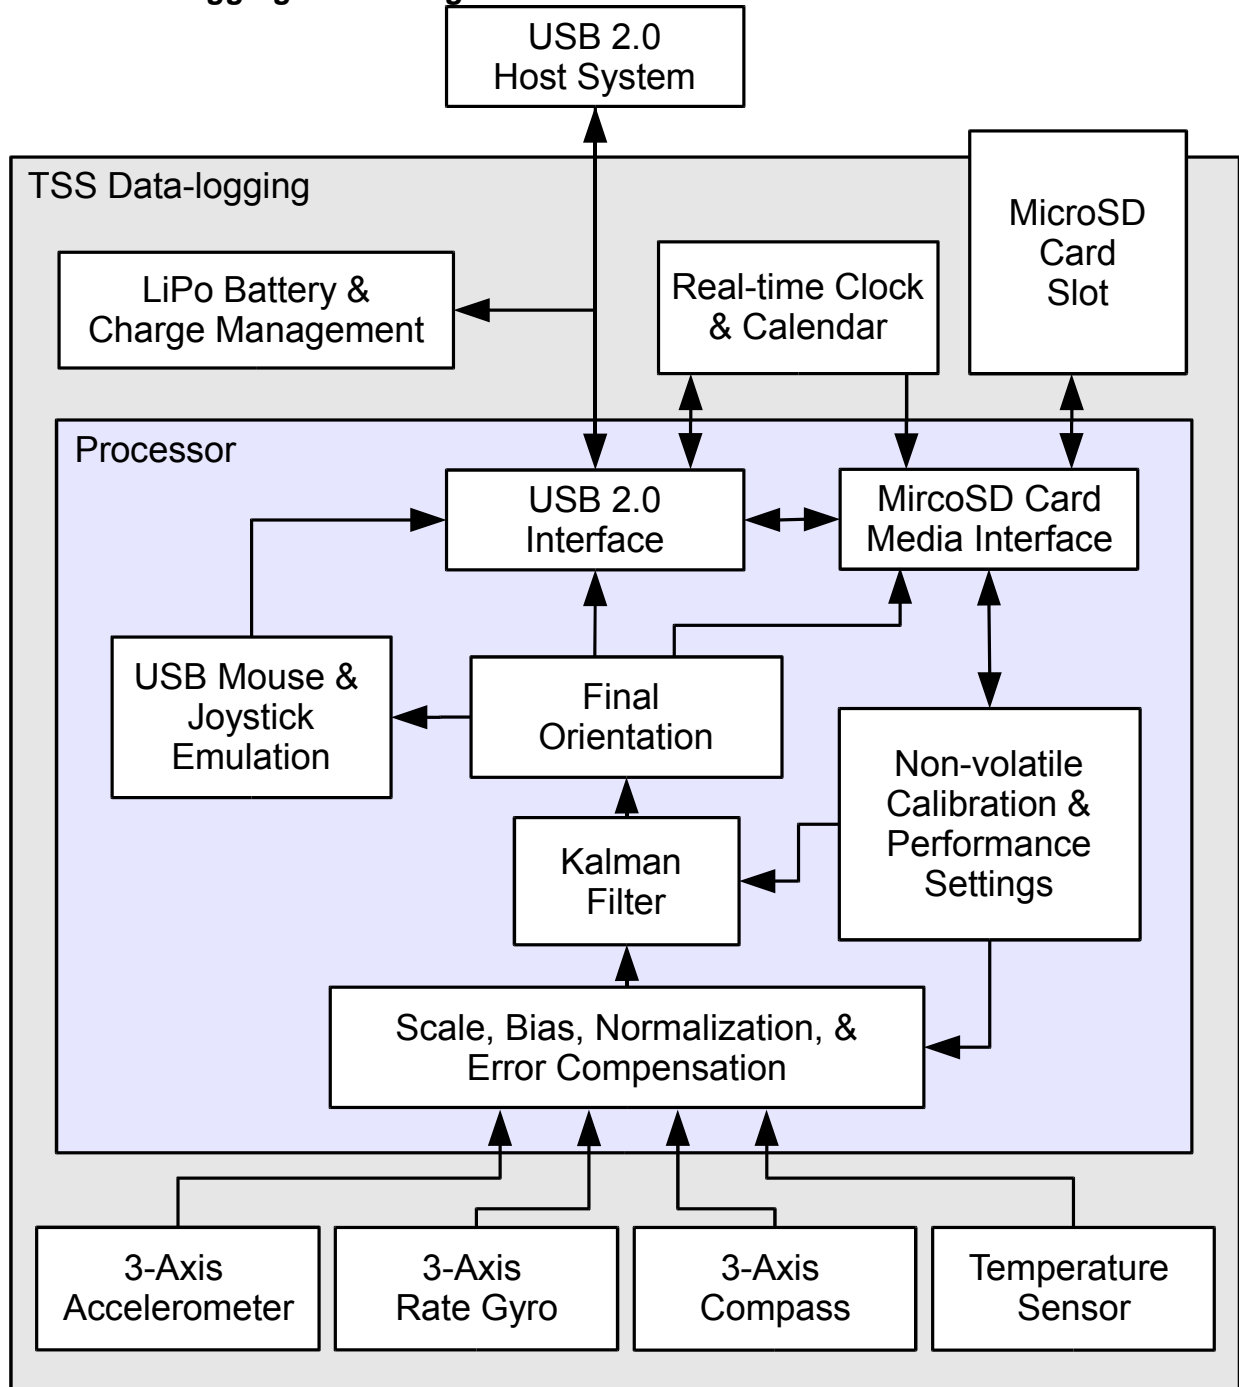 USB 2.0
Host System
TSS Data-logging
MicroSD
Card
Slot
LiPo Battery &
Charge Management
Real-time Clock
& Calendar
Processor
USB 2.0
Interface
MircoSD Card
Media Interface
USB Mouse &
Joystick
Emulation
Final
Orientation
Non-volatile
Calibration &
Performance
Settings
Kalman
Filter
Scale, Bias, Normalization, &
Error Compensation
3-Axis
Accelerometer
3-Axis
Rate Gyro
3-Axis
Compass
Temperature
Sensor